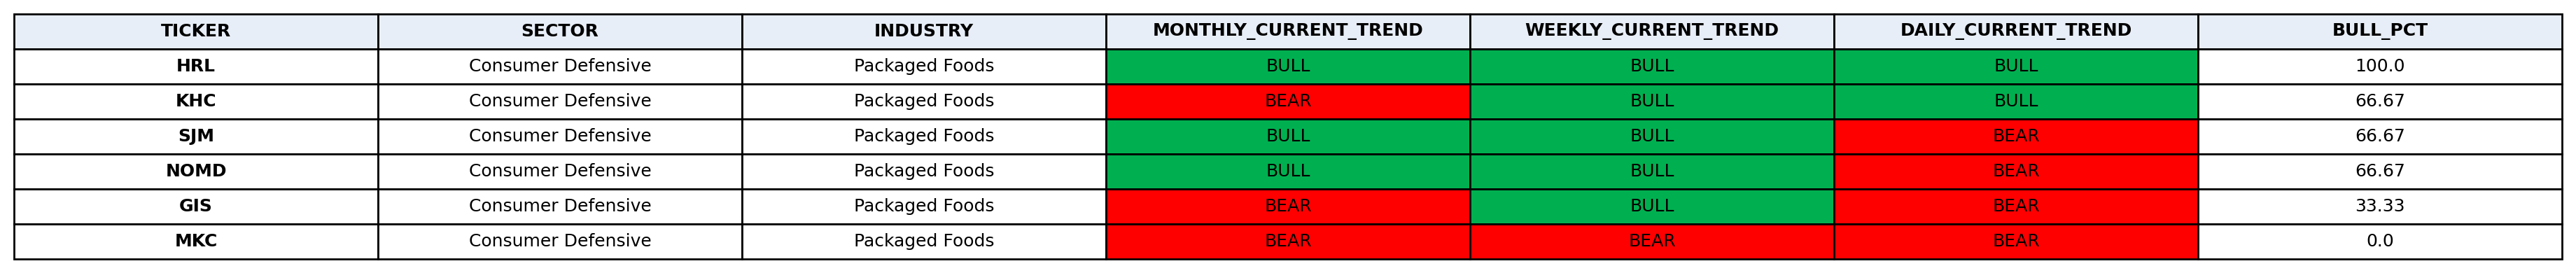 TICKER SECTOR INDUSTRY MONTHLY_CURRENT_TREND WEEKLY_CURRENT_TREND DAILY_CURRENT_TREND BULL_PCT
HRL Consumer Defensive Packaged Foods BULL BULL BULL 100.0
KHC Consumer Defensive Packaged Foods BEAR BULL BULL 66.67
SJM Consumer Defensive Packaged Foods BULL BULL BEAR 66.67
NOMD Consumer Defensive Packaged Foods BULL BULL BEAR 66.67
GIS Consumer Defensive Packaged Foods BEAR BULL BEAR 33.33
MKC Consumer Defensive Packaged Foods BEAR BEAR BEAR 0.0